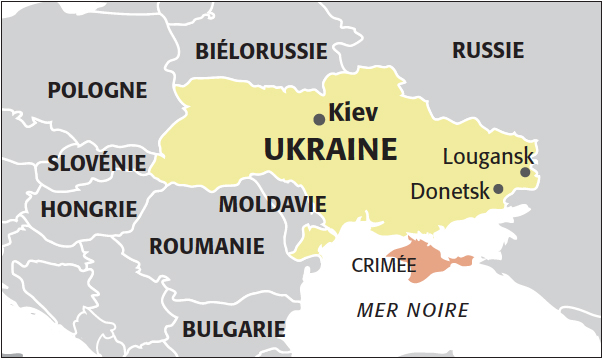 BIÉLORUSSIE
RUSSIE
POLOGNE
Kiev
UKRAINE
Lougansk
SLOVÉNIE
Donetsk
HONGRIE
MOLDAVIE
ROUMANIE
CRIMÉE
MER NOIRE
BULGARIE